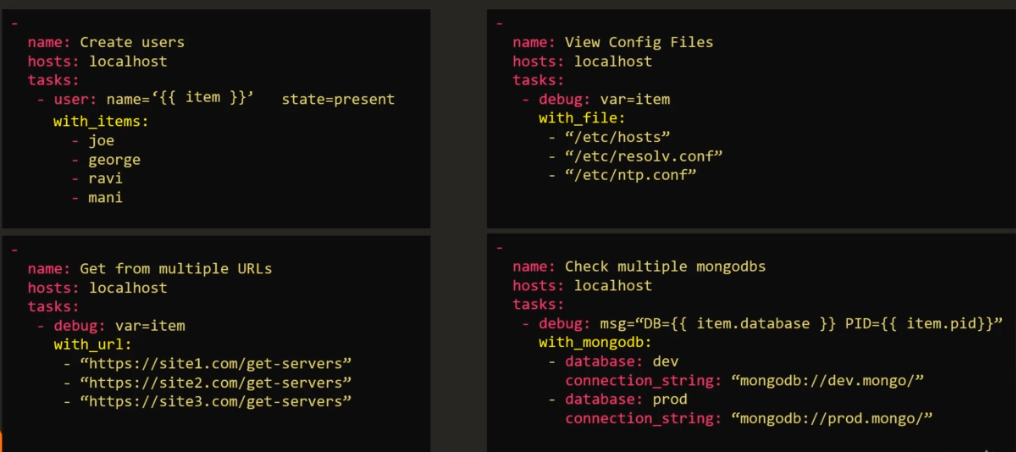 -
name: Create users
hosts: localhost
tasks:
- user: name=‘{{ item }}’ state=present
with_items:
- joe
- george
- ravi
- mani
-
name: View Config Files
hosts: localhost
tasks:
- debug: var=item
with_file:
- “/etc/hosts”
- “/etc/resolv.conf”
- “/etc/ntp.conf”
-
name: Get from multiple URLs
hosts: localhost
tasks:
- debug: var=item
with_url:
- “https://site1.com/get-servers”
- “https://site2.com/get-servers”
- “https://site3.com/get-servers”
-
name: Check multiple mongodbs
hosts: localhost
tasks:
- debug: msg=“DB={{ item.database }} PID={{ item.pid}}”
with_mongodb:
- database: dev
connection_string: “mongodb://dev.mongo/”
- database: prod
connection_string: “mongodb://prod.mongo/”